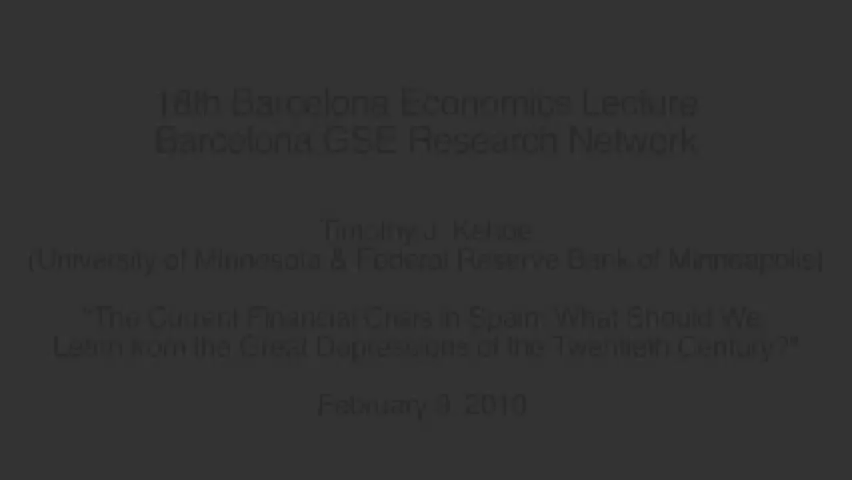 Barcelona Economics Lecture
Barcelona GSE Research Network
Timothy J. Kehoe
(University of Minnesota & Federal Reserve Bank of Minneapolis)
"The Current Financial Crisis in Spain: What Should We
Learn from the Great Depressions of the Twentieth Century?"
February 9, 2010